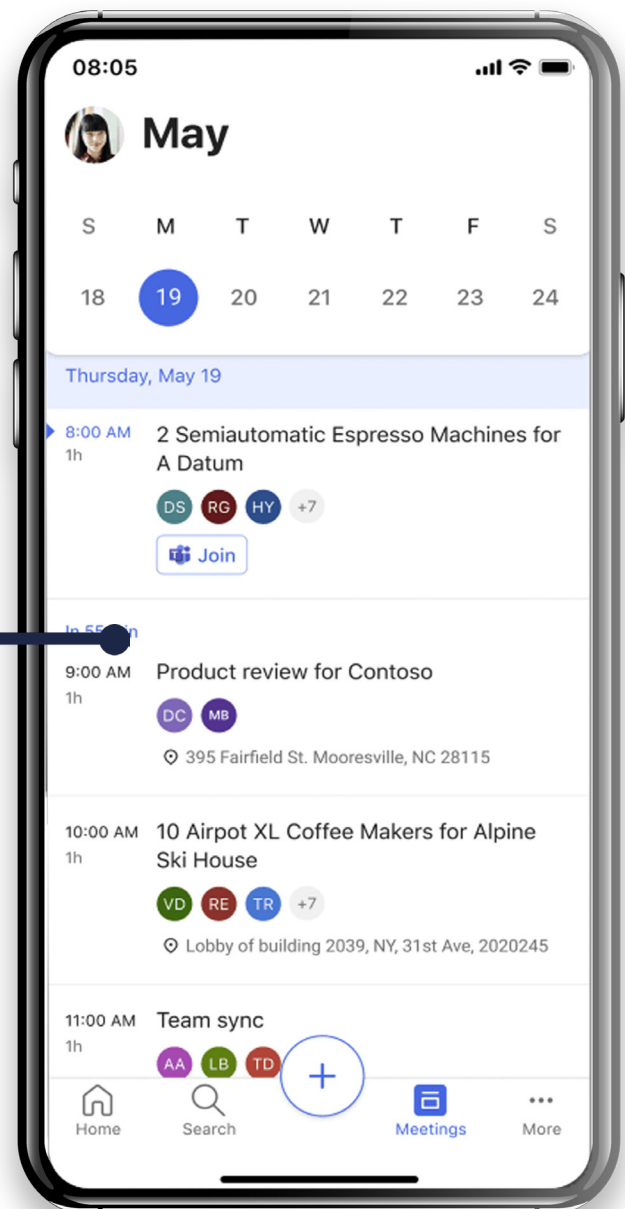 08:05
May
S M T W T F S
18 19 20 21 22 23 24
Thursday, May 19
8:00 AM 2 Semiautomatic Espresso Machines for
1h A Datum
DS RG HY +7
Join
In 55
9:00 AM Product review for Contoso
1h
DC MB
395 Fairfield St. Mooresville, NC 28115
10:00 AM 10 Airpot XL Coffee Makers for Alpine
1h Ski House
VD RE TR +7
Lobby of building 2039, NY, 31st Ave, 2020245
11:00 AM Team sync
1h
AA LB TD
+
Home Search Meetings More